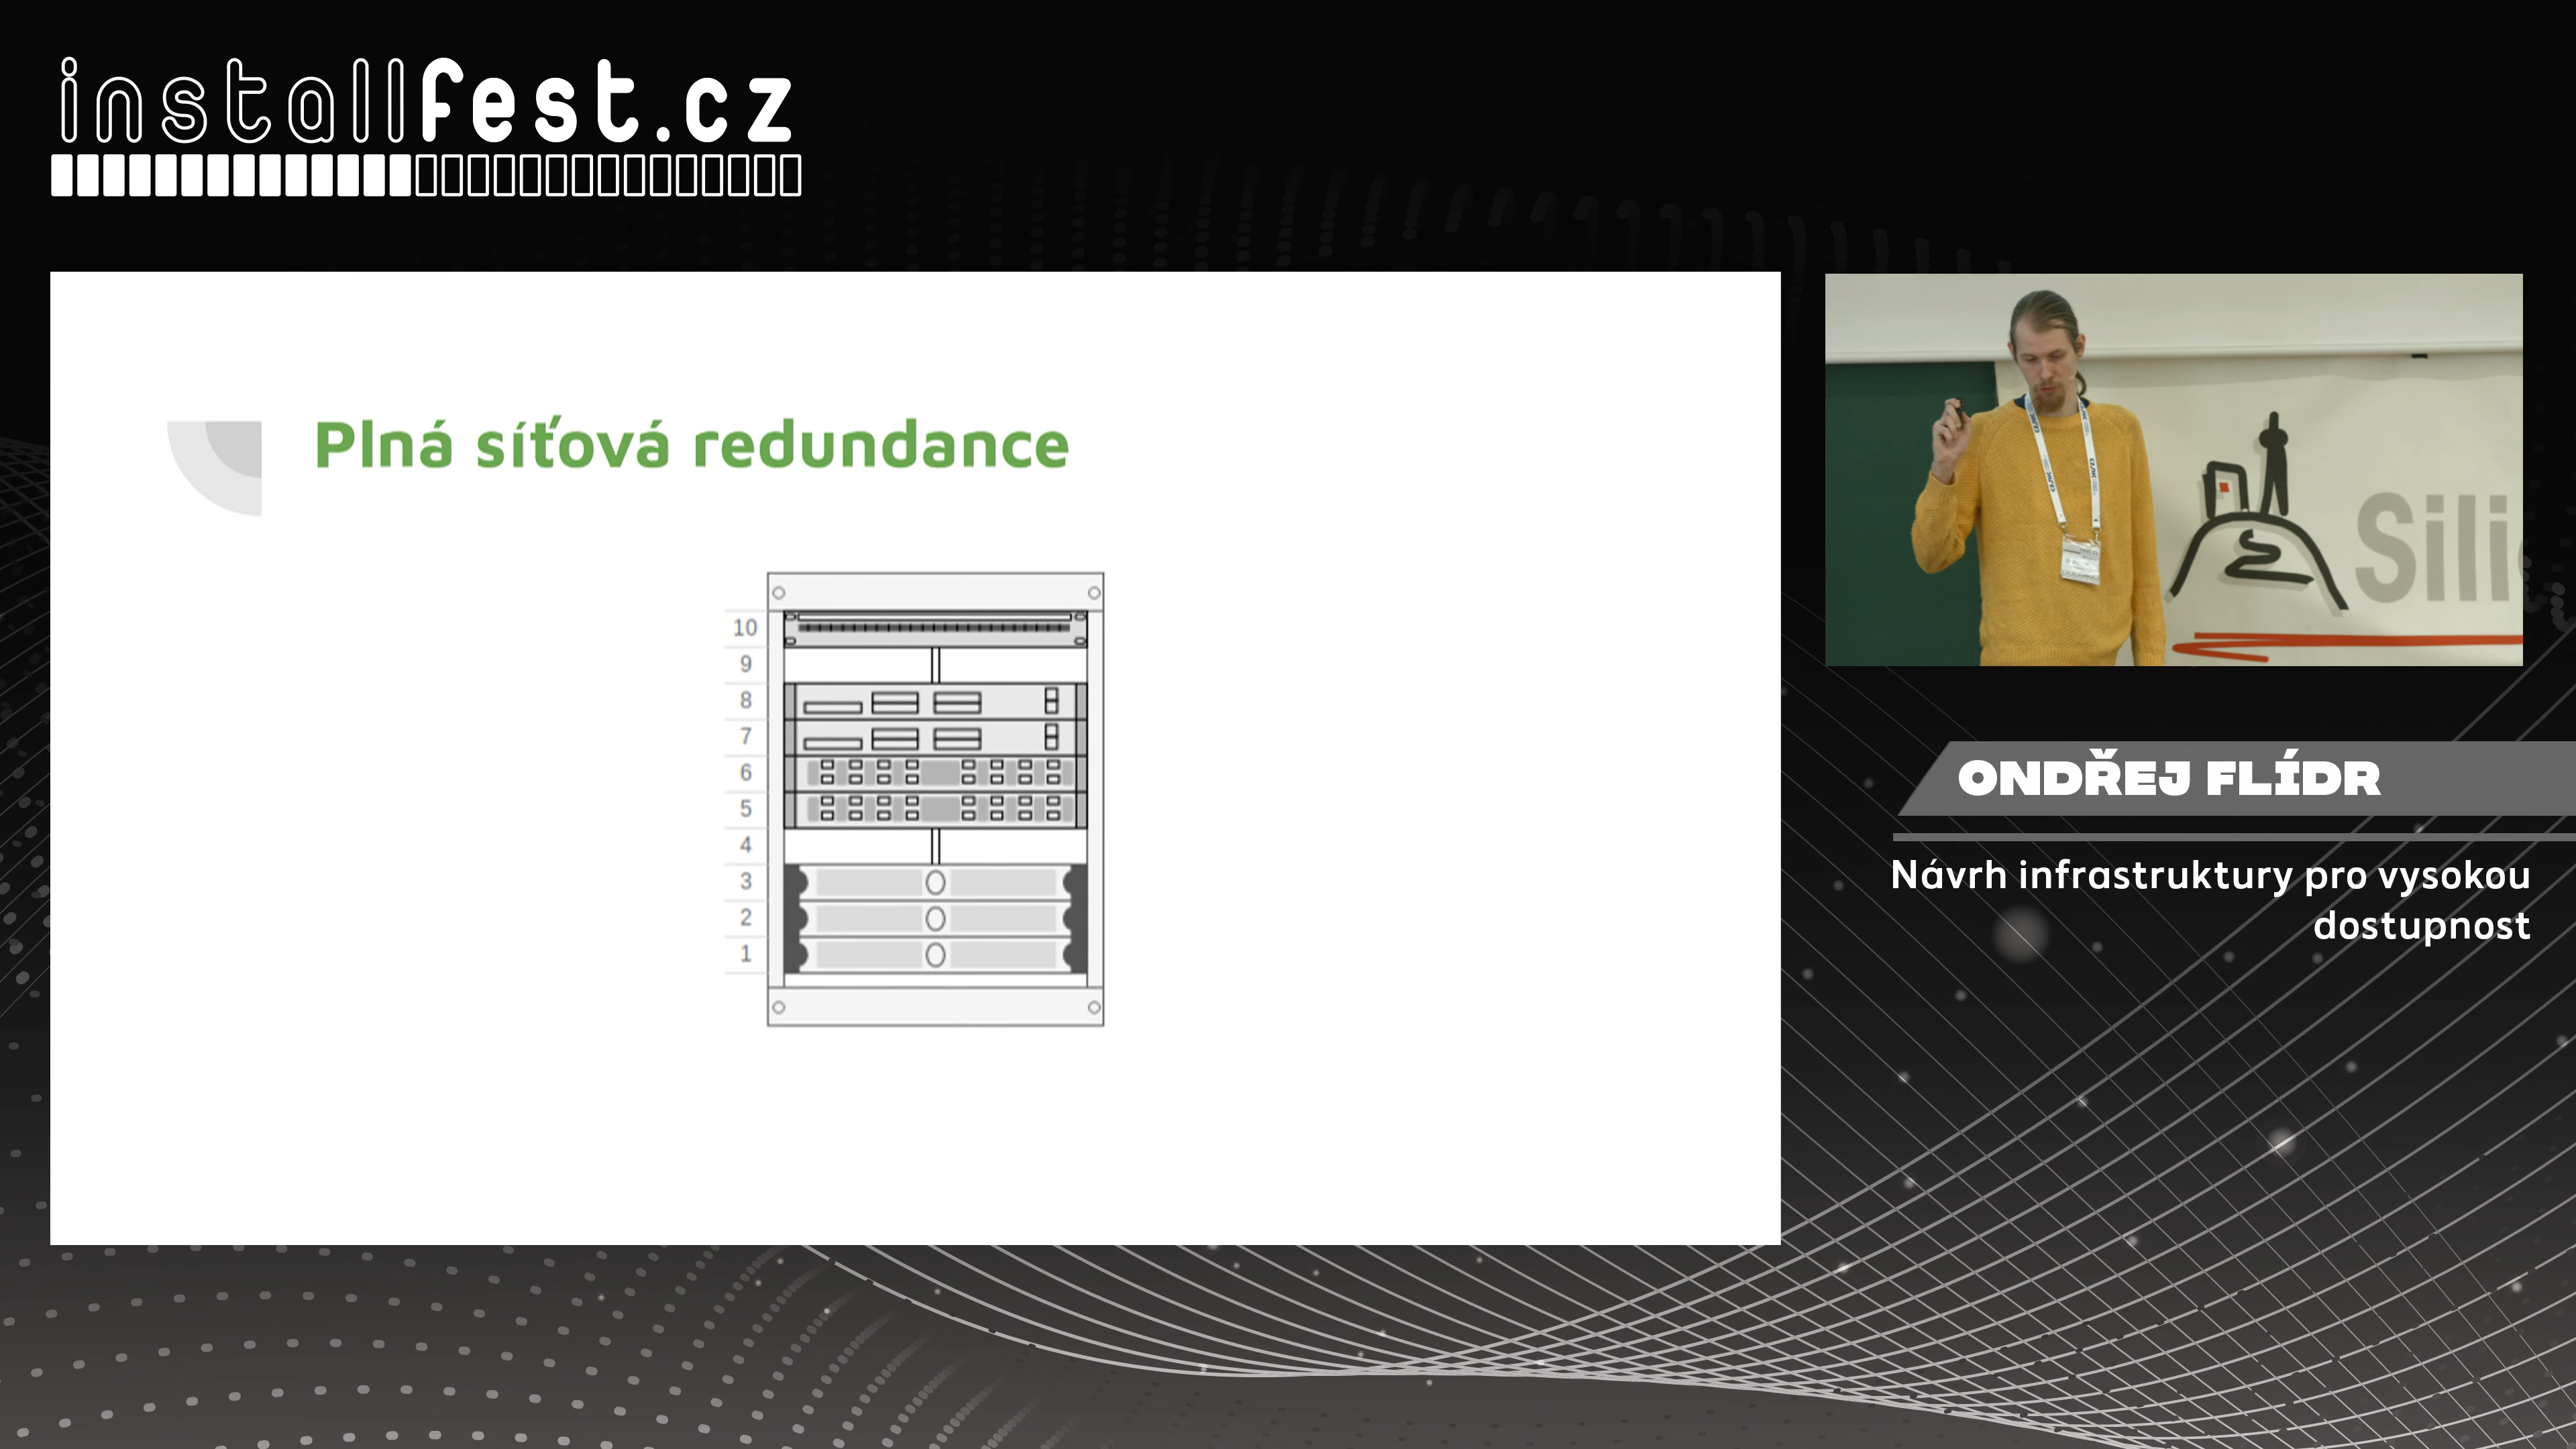 installfest.cz
Plná síťová redundance
10
9
8
7
6
5
4
3
2
1
Sili
ONDŘEJ FLÍDR
Návrh infrastruktury pro vysokou
dostupnost